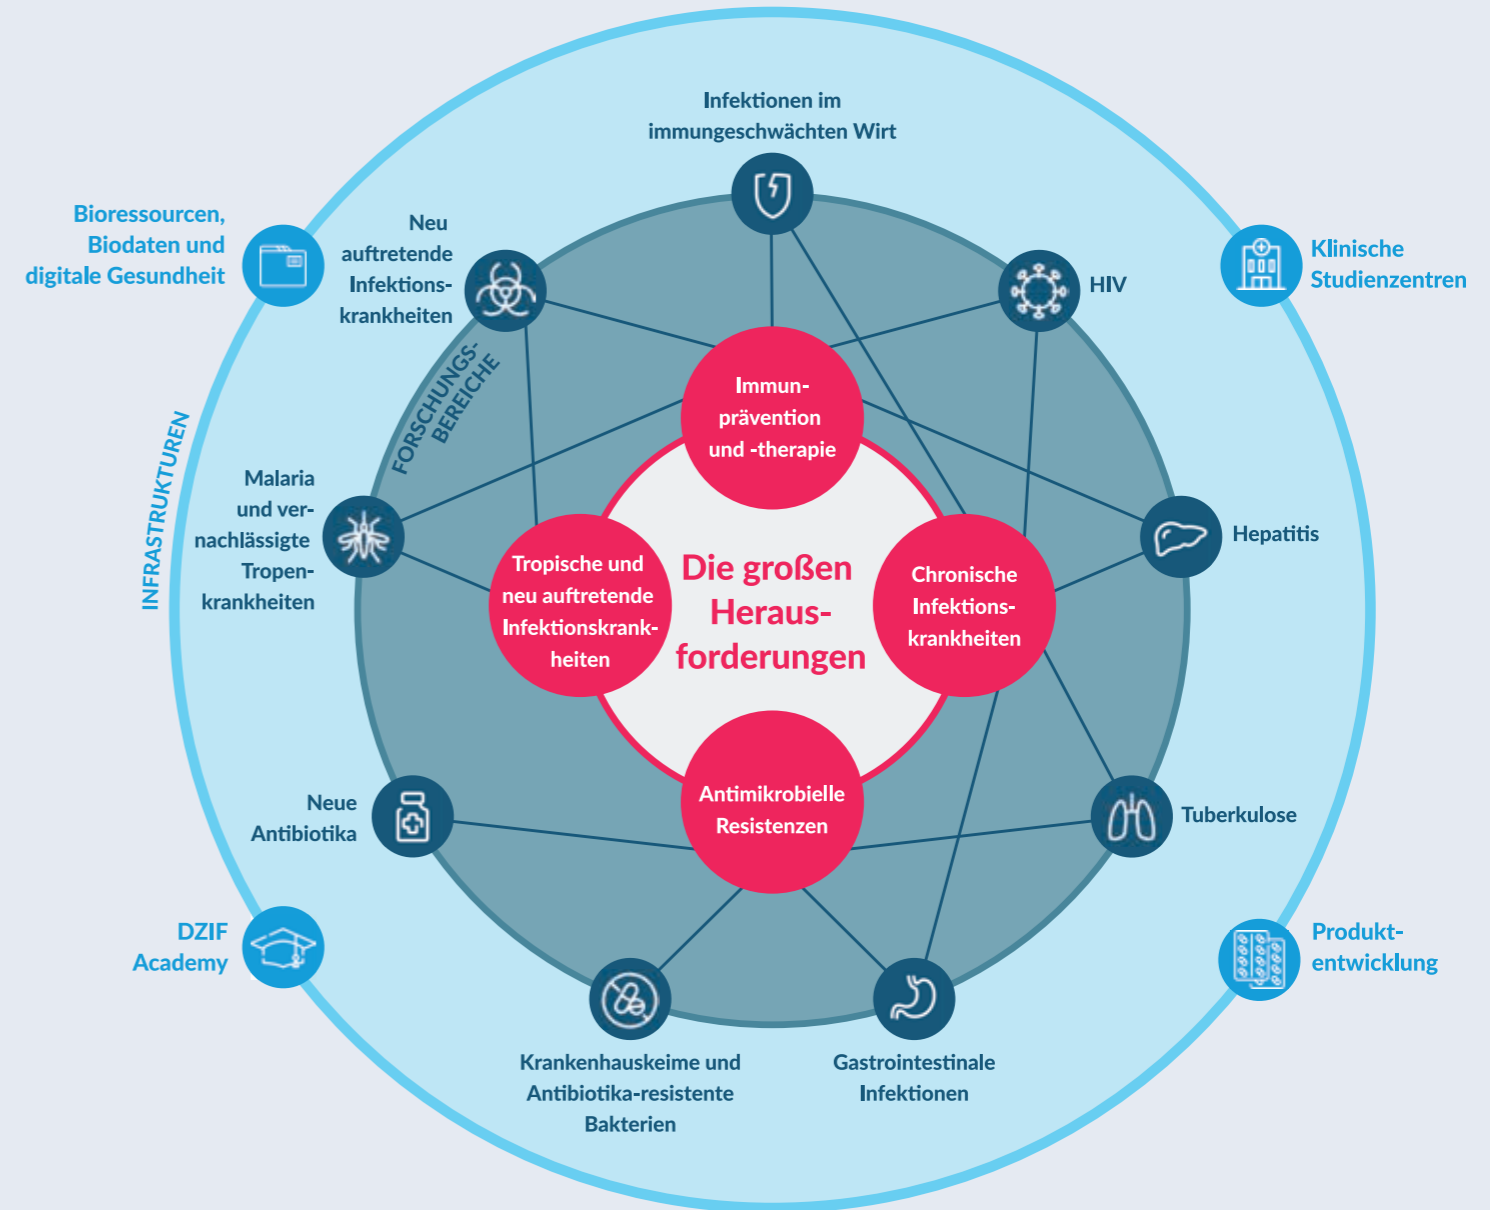 Infektionen im
immungeschwächten Wirt
Bioressourcen,
Biodaten und
digitale Gesundheit
Neu
auftretende
Infektions-
krankheiten
HIV
Klinische
Studienzentren
FORSCHUNGS-
BEREICHE
INFRASTRUKTUREN
Immun-
prävention
und -therapie
Malaria
und ver-
nachlässigte
Tropen-
krankheiten
Tropische und
neu auftretende
Infektionskrank-
heiten
Die großen
Heraus-
forderungen
Chronische
Infektions-
krankheiten
Hepatitis
Neue
Antibiotika
Antimikrobielle
Resistenzen
Tuberkulose
DZIF
Academy
Produkt-
entwicklung
Krankenhauskeime und
Antibiotika-resistente
Bakterien
Gastrointestinale
Infektionen